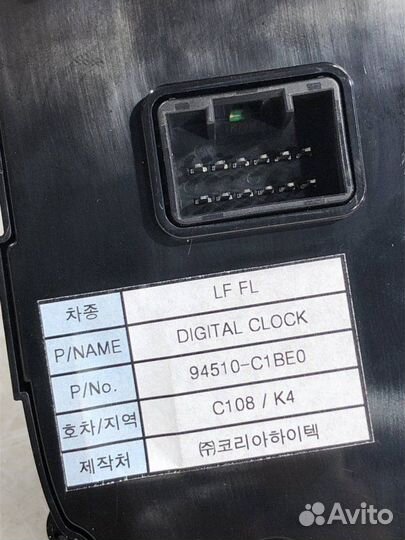 차종 LF FL
P/NAME DIGITAL CLOCK
P/No. 94510-C1BE0
호차/지역 C108 / K4
제작처 ㈜코리아하이텍
Avito